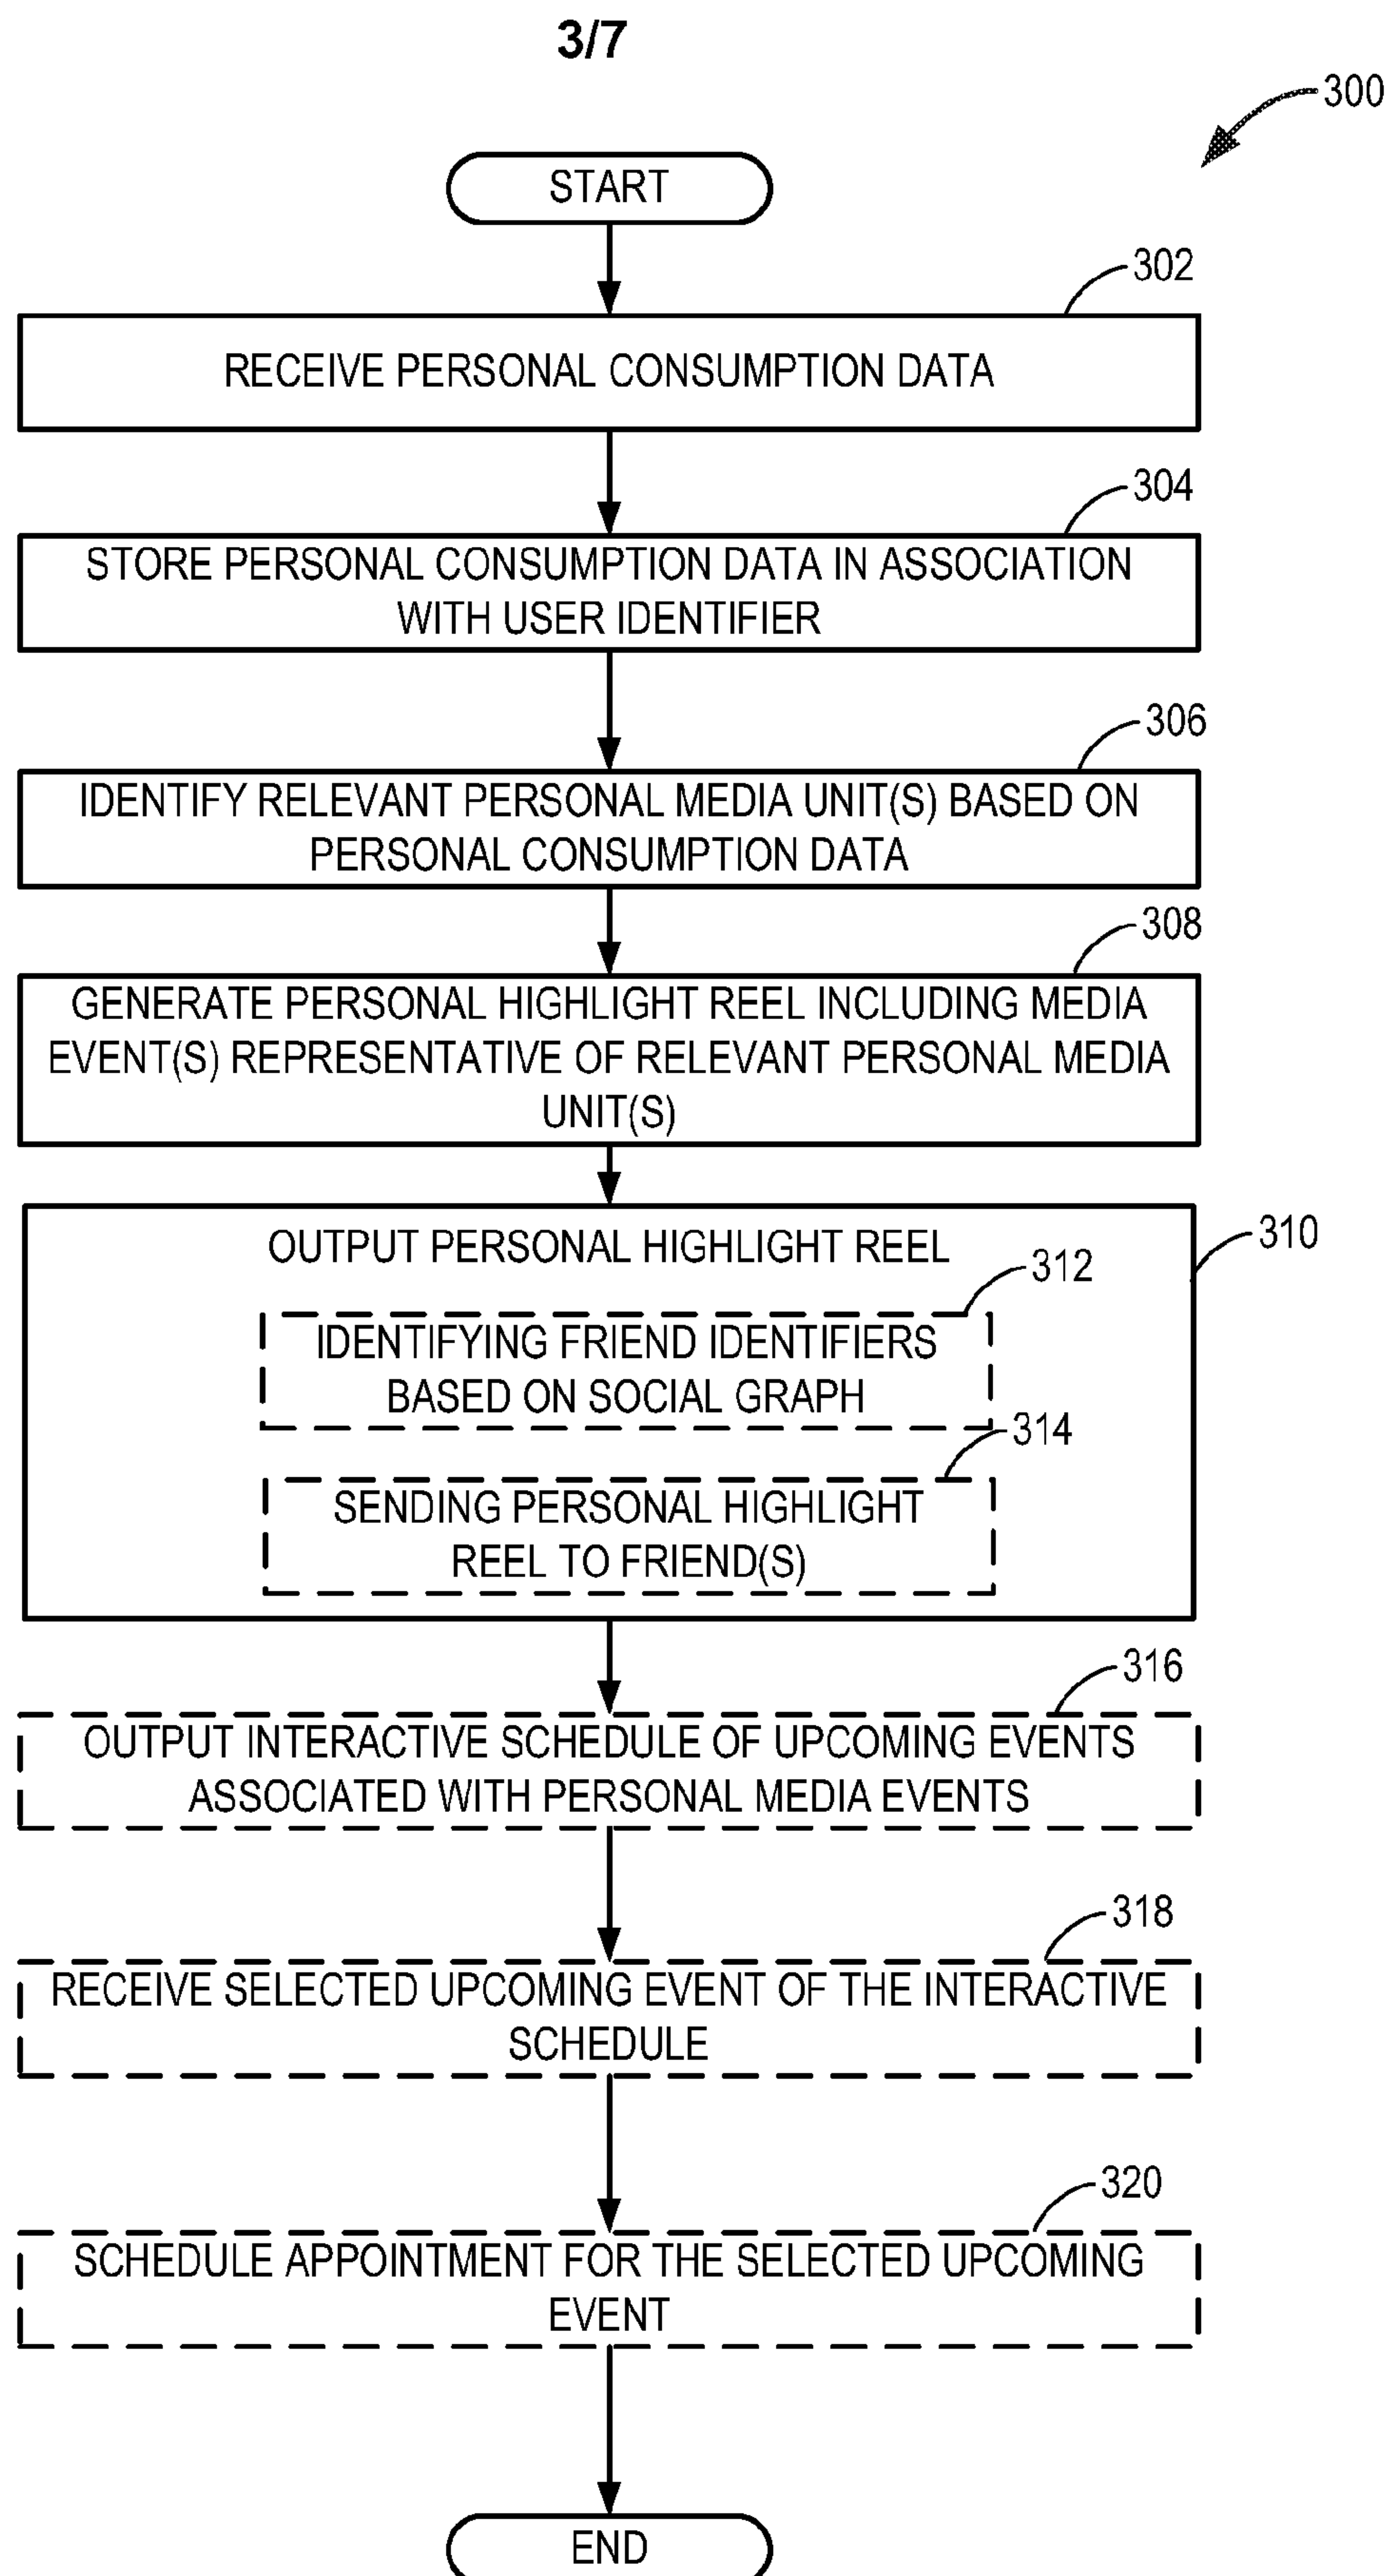 3/7
300
START
302
RECEIVE PERSONAL CONSUMPTION DATA
304
STORE PERSONAL CONSUMPTION DATA IN ASSOCIATION
WITH USER IDENTIFIER
306
IDENTIFY RELEVANT PERSONAL MEDIA UNIT(S) BASED ON
PERSONAL CONSUMPTION DATA
308
GENERATE PERSONAL HIGHLIGHT REEL INCLUDING MEDIA
EVENT(S) REPRESENTATIVE OF RELEVANT PERSONAL MEDIA
UNIT(S)
310
OUTPUT PERSONAL HIGHLIGHT REEL
312
IDENTIFYING FRIEND IDENTIFIERS
BASED ON SOCIAL GRAPH
314
SENDING PERSONAL HIGHLIGHT
REEL TO FRIEND(S)
316
OUTPUT INTERACTIVE SCHEDULE OF UPCOMING EVENTS
ASSOCIATED WITH PERSONAL MEDIA EVENTS
318
RECEIVE SELECTED UPCOMING EVENT OF THE INTERACTIVE
SCHEDULE
320
SCHEDULE APPOINTMENT FOR THE SELECTED UPCOMING
EVENT
END